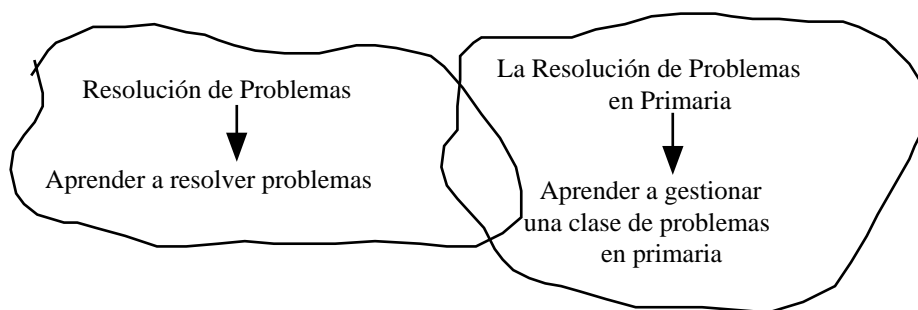 Resolución de Problemas
Aprender a resolver problemas
La Resolución de Problemas
en Primaria
Aprender a gestionar
una clase de problemas
en primaria